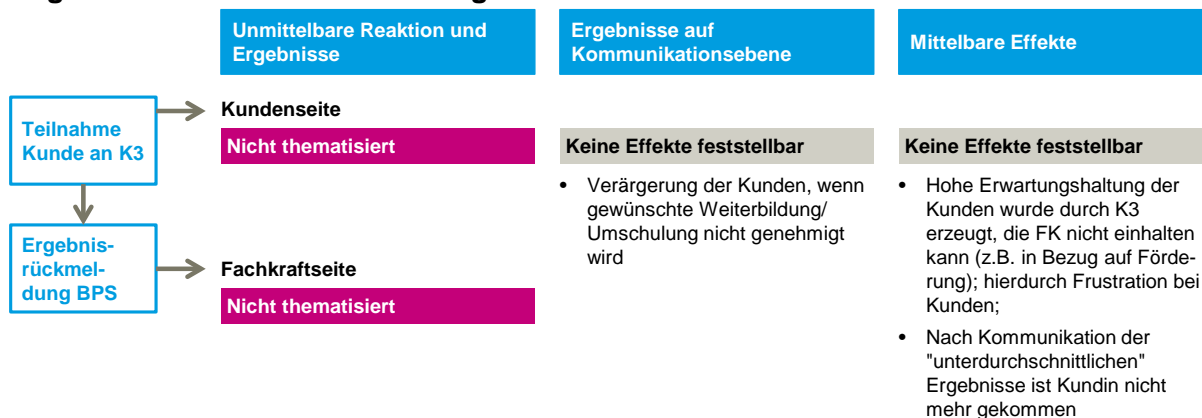 Unmittelbare Reaktion und
Ergebnisse
Ergebnisse auf
Kommunikationsebene
Mittelbare Effekte
Teilnahme
Kunde an K3
Kundenseite
Nicht thematisiert
Keine Effekte feststellbar
Keine Effekte feststellbar
• Verärgerung der Kunden, wenn
gewünschte Weiterbildung/
Umschulung nicht genehmigt
wird
• Hohe Erwartungshaltung der
Kunden wurde durch K3
erzeugt, die FK nicht einhalten
kann (z.B. in Bezug auf Förde-
rung); hierdurch Frustration bei
Kunden;
• Nach Kommunikation der
"unterdurchschnittlichen"
Ergebnisse ist Kundin nicht
mehr gekommen
Ergebnis-
rückmel-
dung BPS
Fachkraftseite
Nicht thematisiert